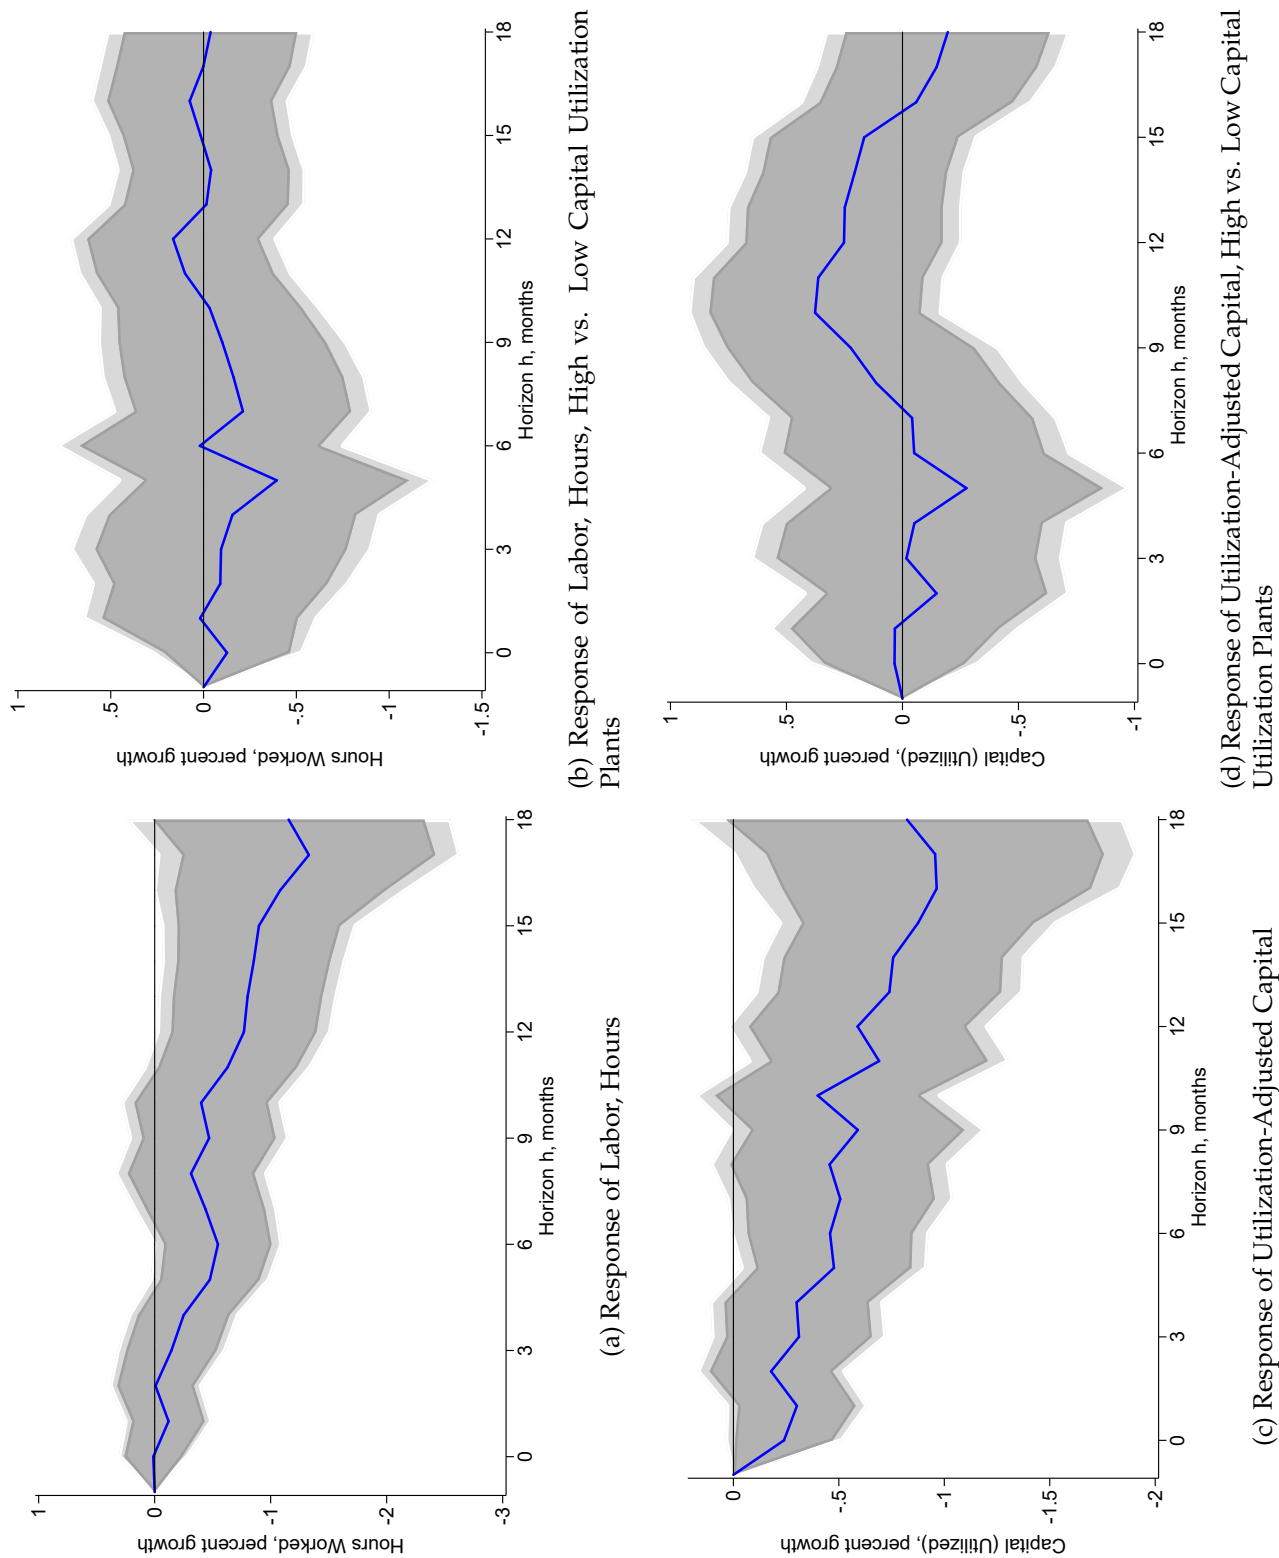 Hours Worked, percent growth
1
0
-1
-2
-3
0 3 6 9 12 15 18
Horizon h, months
(a) Response of Labor, Hours
Hours Worked, percent growth
1
.5
0
-.5
-1
-1.5
0 3 6 9 12 15 18
Horizon h, months
(b) Response of Labor, Hours, High vs. Low Capital Utilization
Plants
Capital (Utilized), percent growth
0
-.5
-1
-1.5
-2
0 3 6 9 12 15 18
Horizon h, months
(c) Response of Utilization-Adjusted Capital
Capital (Utilized), percent growth
1
.5
0
-.5
-1
0 3 6 9 12 15 18
Horizon h, months
(d) Response of Utilization-Adjusted Capital, High vs. Low Capital
Utilization Plants